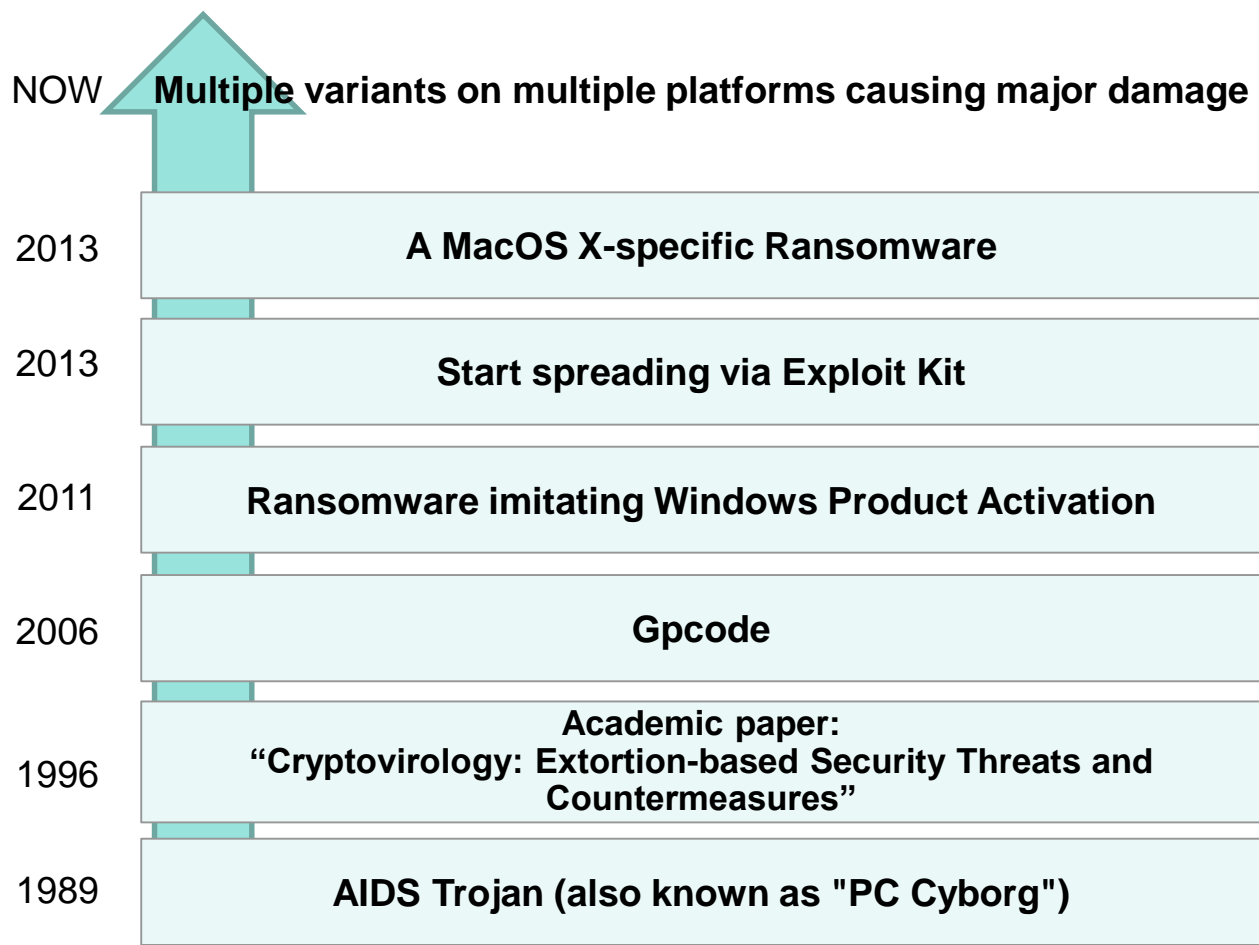 NOW Multiple variants on multiple platforms causing major damage
2013 A MacOS X-specific Ransomware
2013 Start spreading via Exploit Kit
2011 Ransomware imitating Windows Product Activation
2006 Gpcode
Academic paper:
1996 “Cryptovirology: Extortion-based Security Threats and
Countermeasures”
1989 AIDS Trojan (also known as "PC Cyborg")